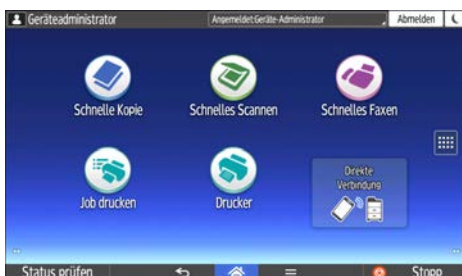 Geräteadministrator
Angemeldet:Geräte-Administrator
Abmelden
Schnelle Kopie
Schnelles Scannen
Schnelles Faxen
Job drucken
Drucker
Direkte
Verbindung
Status prüfen
Stopp